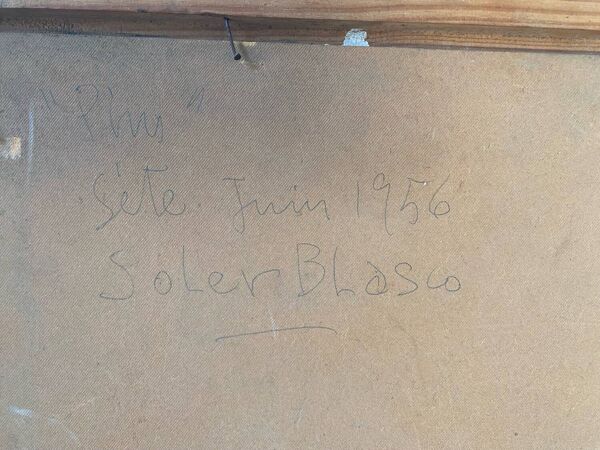 "Pins"
Sète. Juin 1956
Soler Blasco